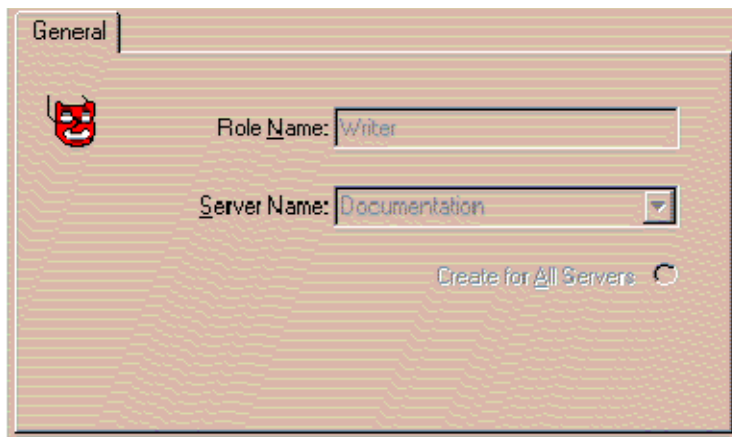 General
Role Name: Writer
Server Name: Documentation
Create for All Servers